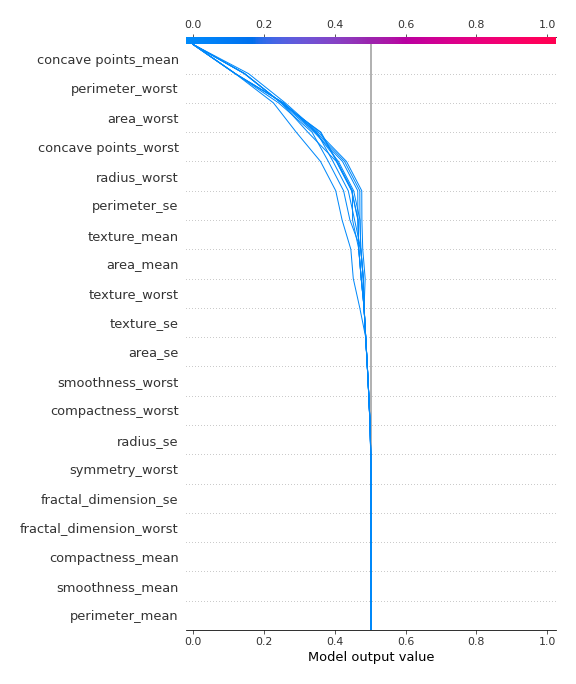 0.0 0.2 0.4 0.6 0.8 1.0
concave points_mean
perimeter_worst
area_worst
concave points_worst
radius_worst
perimeter_se
texture_mean
area_mean
texture_worst
texture_se
area_se
smoothness_worst
compactness_worst
radius_se
symmetry_worst
fractal_dimension_se
fractal_dimension_worst
compactness_mean
smoothness_mean
perimeter_mean
0.0 0.2 0.4 0.6 0.8 1.0
Model output value